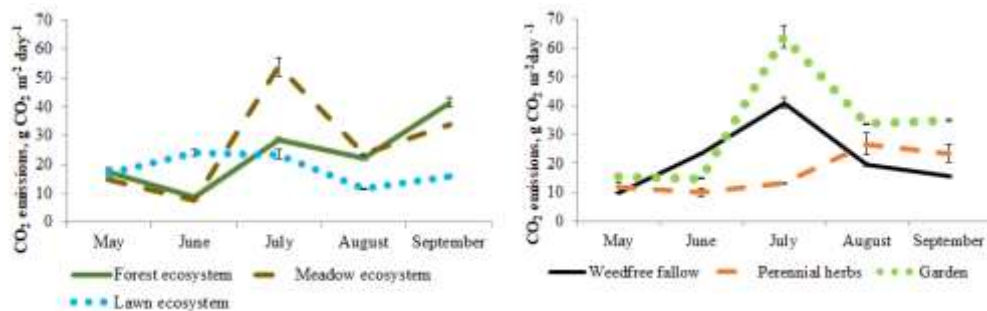 CO₂ emissions, g CO₂ m⁻² day⁻¹
70
60
50
40
30
20
10
0
May June July August September
Forest ecosystem Meadow ecosystem
Lawn ecosystem
CO₂ emissions, g CO₂ m⁻²day⁻¹
70
60
50
40
30
20
10
0
May June July August September
Weedfree fallow Perennial herbs Garden